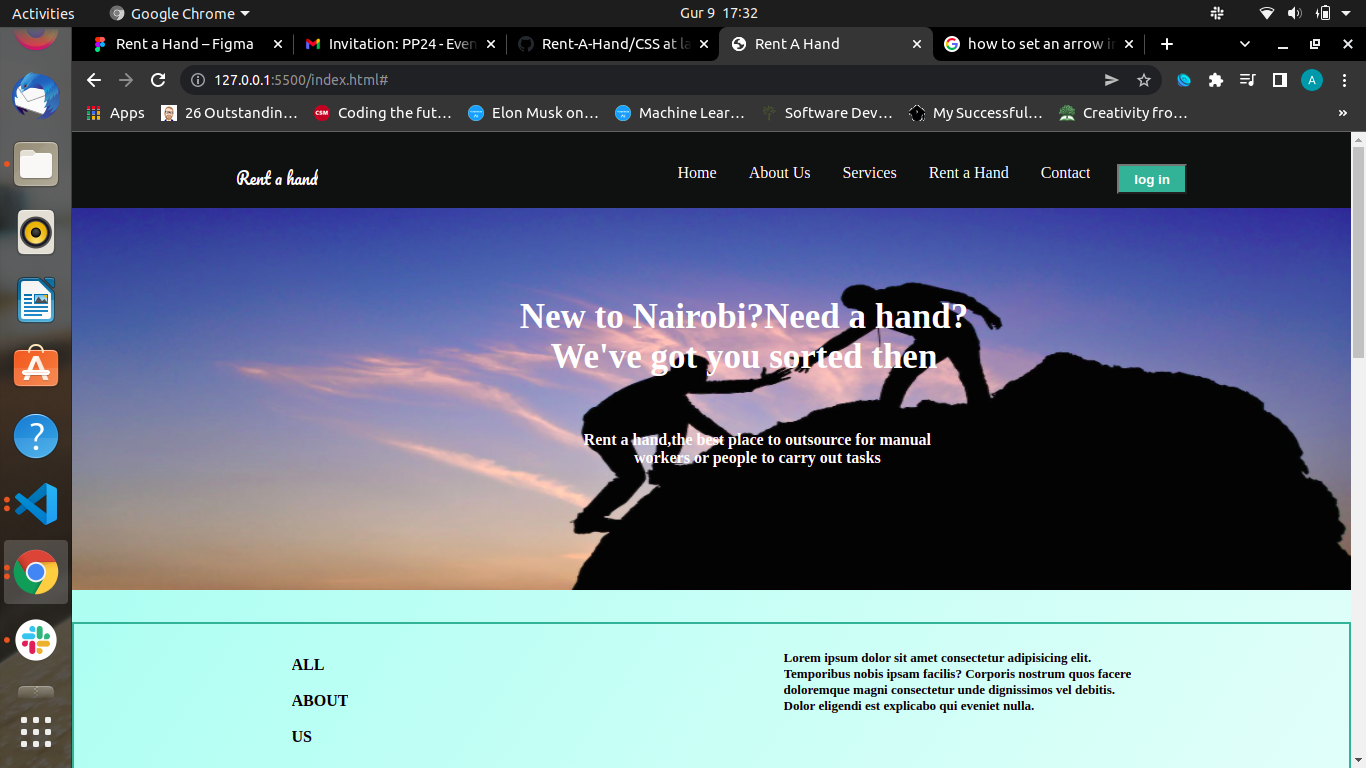 Activities Google Chrome Gur 9 17:32
Rent a Hand – Figma Invitation: PP24 - Even Rent-A-Hand/CSS at la Rent A Hand how to set an arrow in
127.0.0.1:5500/index.html# A
Apps 26 Outstandin... CSM Coding the fut... Elon Musk on... Machine Lear... Software Dev... My Successful... Creativity fro... »
Rent a hand Home About Us Services Rent a Hand Contact log in
New to Nairobi?Need a hand?
We've got you sorted then
Rent a hand,the best place to outsource for manual
workers or people to carry out tasks
ALL
ABOUT
US
Lorem ipsum dolor sit amet consectetur adipisicing elit.
Temporibus nobis ipsam facilis? Corporis nostrum quos facere
doloremque magni consectetur unde dignissimos vel debitis.
Dolor eligendi est explicabo qui eveniet nulla.